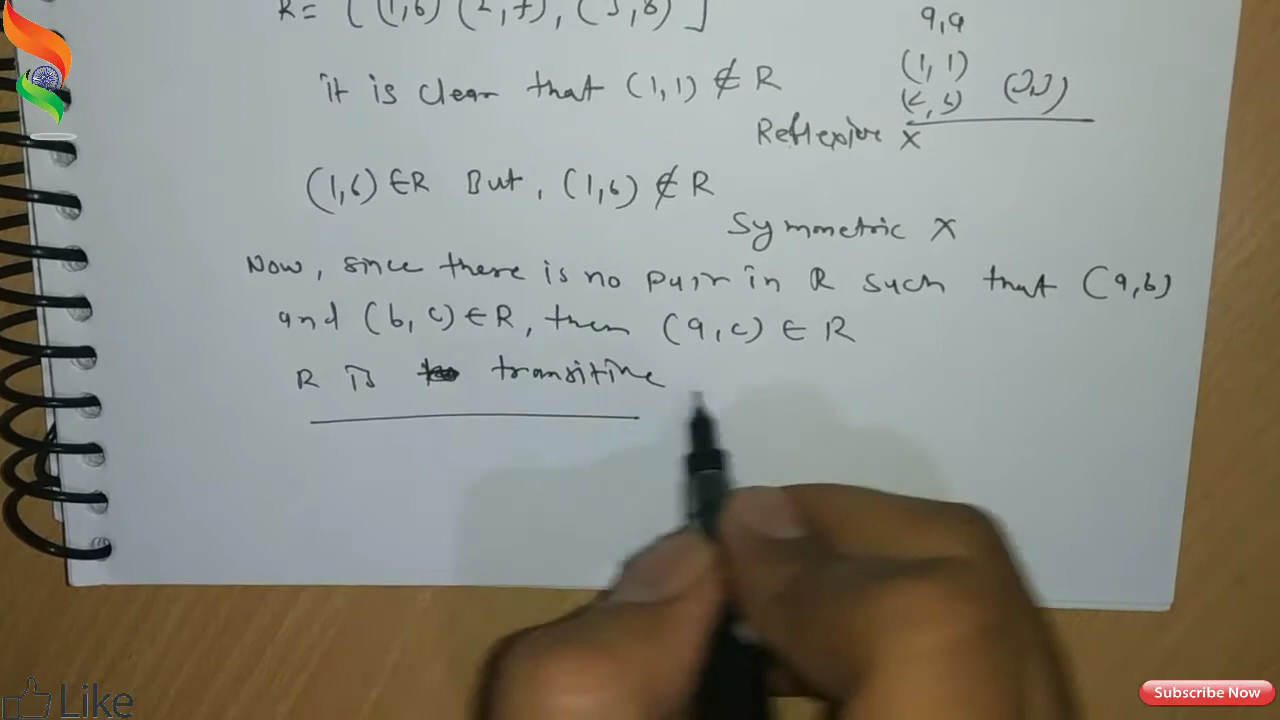 R = [ (1,6) (2,7), (3,8) ]
9,9
(1,1)
it is clear that (1,1) ∉ R
Reflexive ×
(1,6) ∈R But, (1,6) ∉ R
Symmetric ×
Now, since there is no pair in R such that (a,b)
and (b,c) ∈ R, then (a,c) ∈ R
R is transitive
Like
Subscribe Now